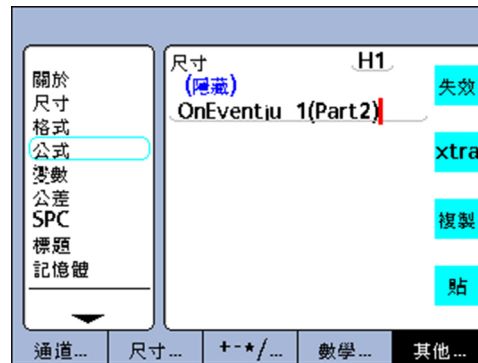 關於
尺寸
格式
公式
變數
公差
SPC
標題
記憶體
尺寸 H1
(隱藏)
OnEventju 1(Part2)
失效
xtra
複製
貼
通道...
尺寸...
+-*/...
數學...
其他...